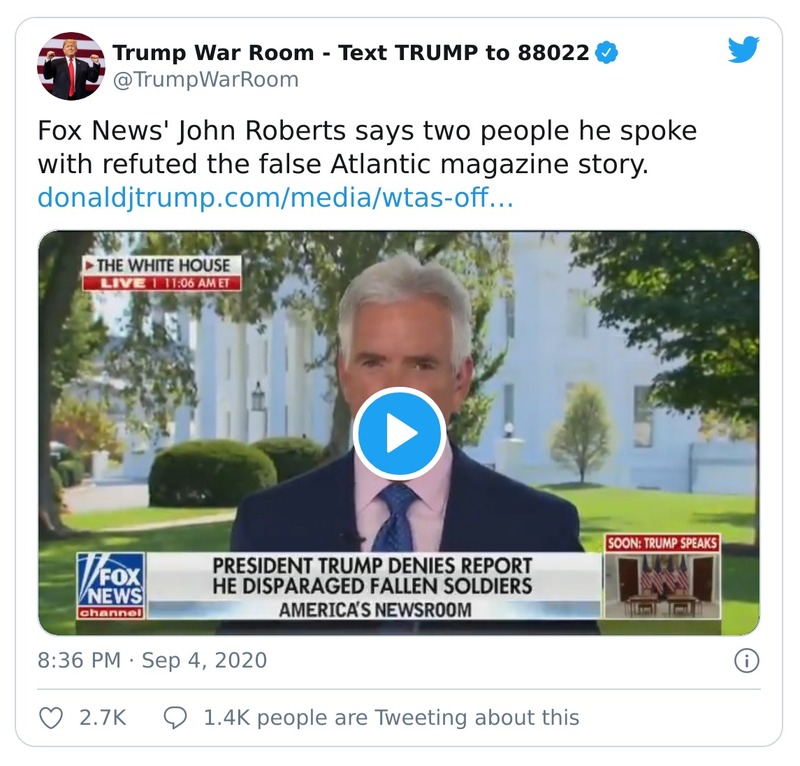 Trump War Room - Text TRUMP to 88022
@TrumpWarRoom
Fox News' John Roberts says two people he spoke
with refuted the false Atlantic magazine story.
donaldjtrump.com/media/wtas-off…
THE WHITE HOUSE
LIVE | 11:06 AM ET
SOON: TRUMP SPEAKS
FOX
NEWS
channel
PRESIDENT TRUMP DENIES REPORT
HE DISPARAGED FALLEN SOLDIERS
AMERICA'S NEWSROOM
8:36 PM · Sep 4, 2020
2.7K
1.4K people are Tweeting about this